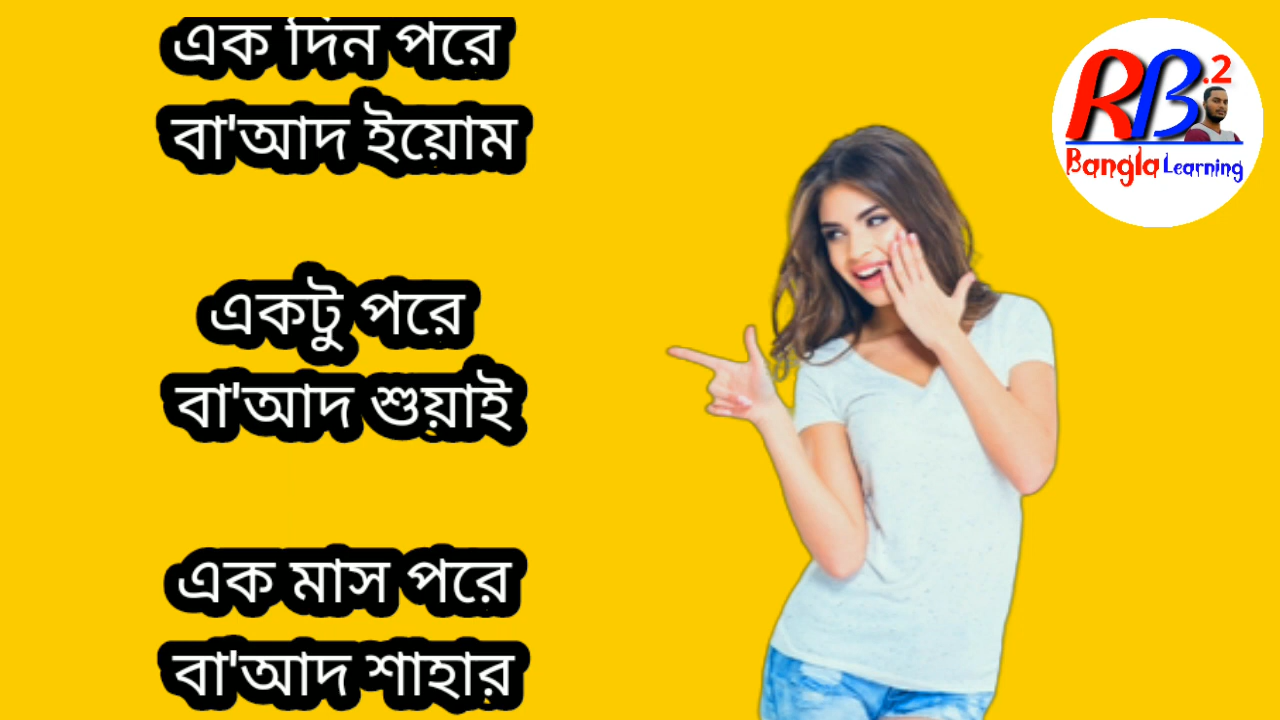 এক দিন পরে
বা'আদ ইয়োম
একটু পরে
বা'আদ শুয়াই
এক মাস পরে
বা'আদ শাহার
RB.2
Bangla Learning